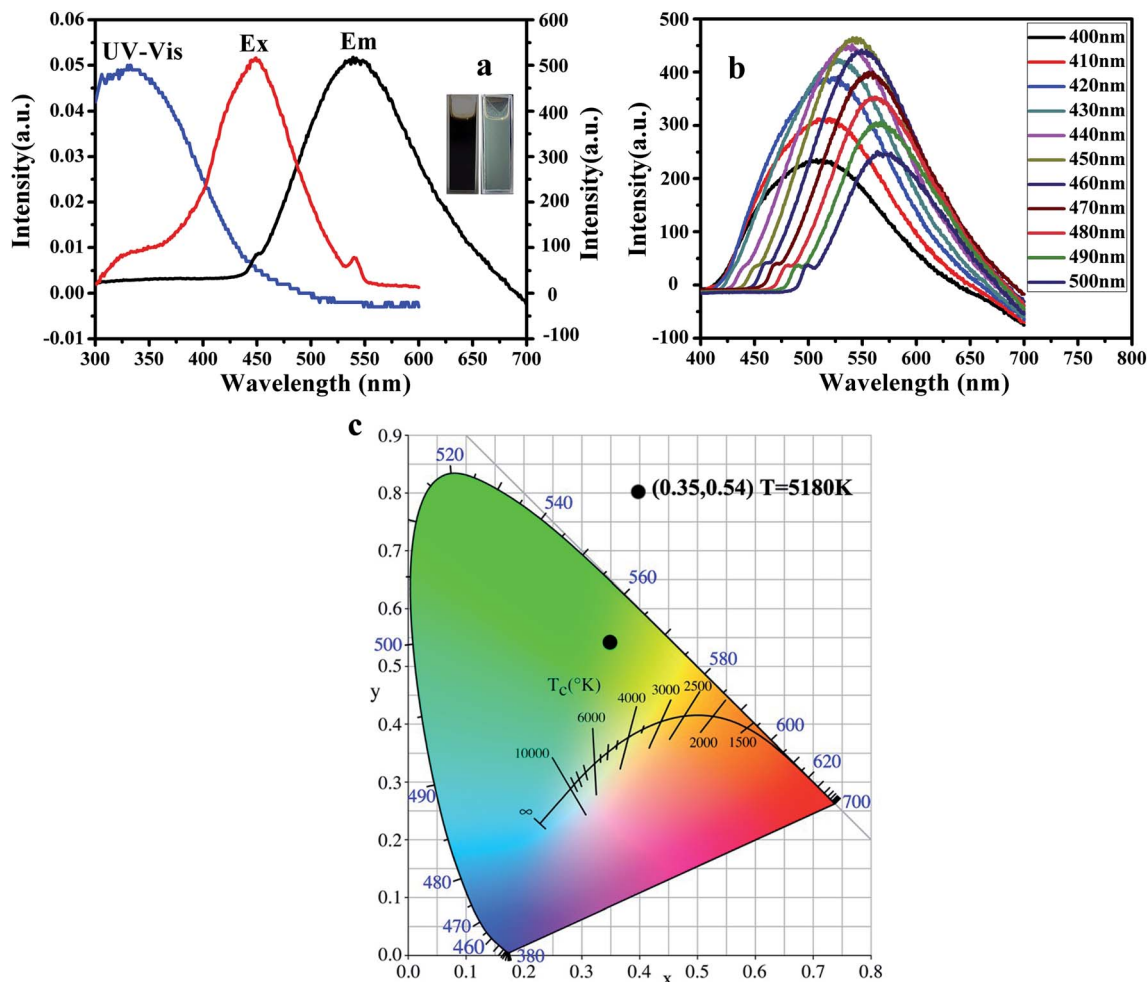 0.06
0.05
0.04
0.03
0.02
0.01
0.00
-0.01
Intensity(a.u.)
UV-Vis
Ex
Em
a
600
500
400
300
200
100
0
-100
Intensity(a.u.)
300 350 400 450 500 550 600 650 700
Wavelength (nm)
500
400
300
200
100
0
-100
Intensity(a.u.)
b
400nm
410nm
420nm
430nm
440nm
450nm
460nm
470nm
480nm
490nm
500nm
400 450 500 550 600 650 700 750 800
Wavelength (nm)
c
0.9
0.8
0.7
0.6
0.5
y
0.4
0.3
0.2
0.1
0.0
(0.35,0.54) T=5180K
520
540
560
500
580
Tc(°K)
4000
3000
2500
6000
2000
1500
600
10000
620
∞
490
700
480
470
460
380
0.0 0.1 0.2 0.3 0.4 0.5 0.6 0.7 0.8
x